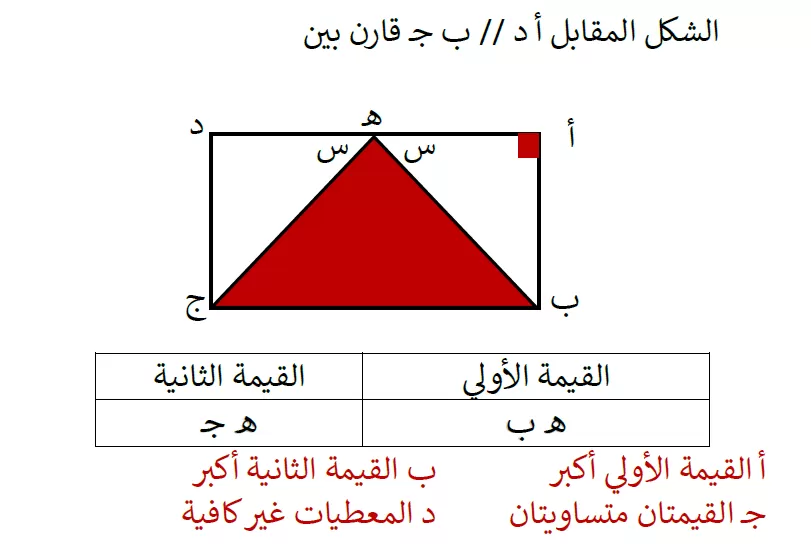 الشكل المقابل أ د // ب جـ قارن بين
د هـ أ
س س
ج ب
القيمة الأولي القيمة الثانية
هـ ب هـ جـ
أ القيمة الأولي أكبر ب القيمة الثانية أكبر
جـ القيمتان متساويتان د المعطيات غير كافية